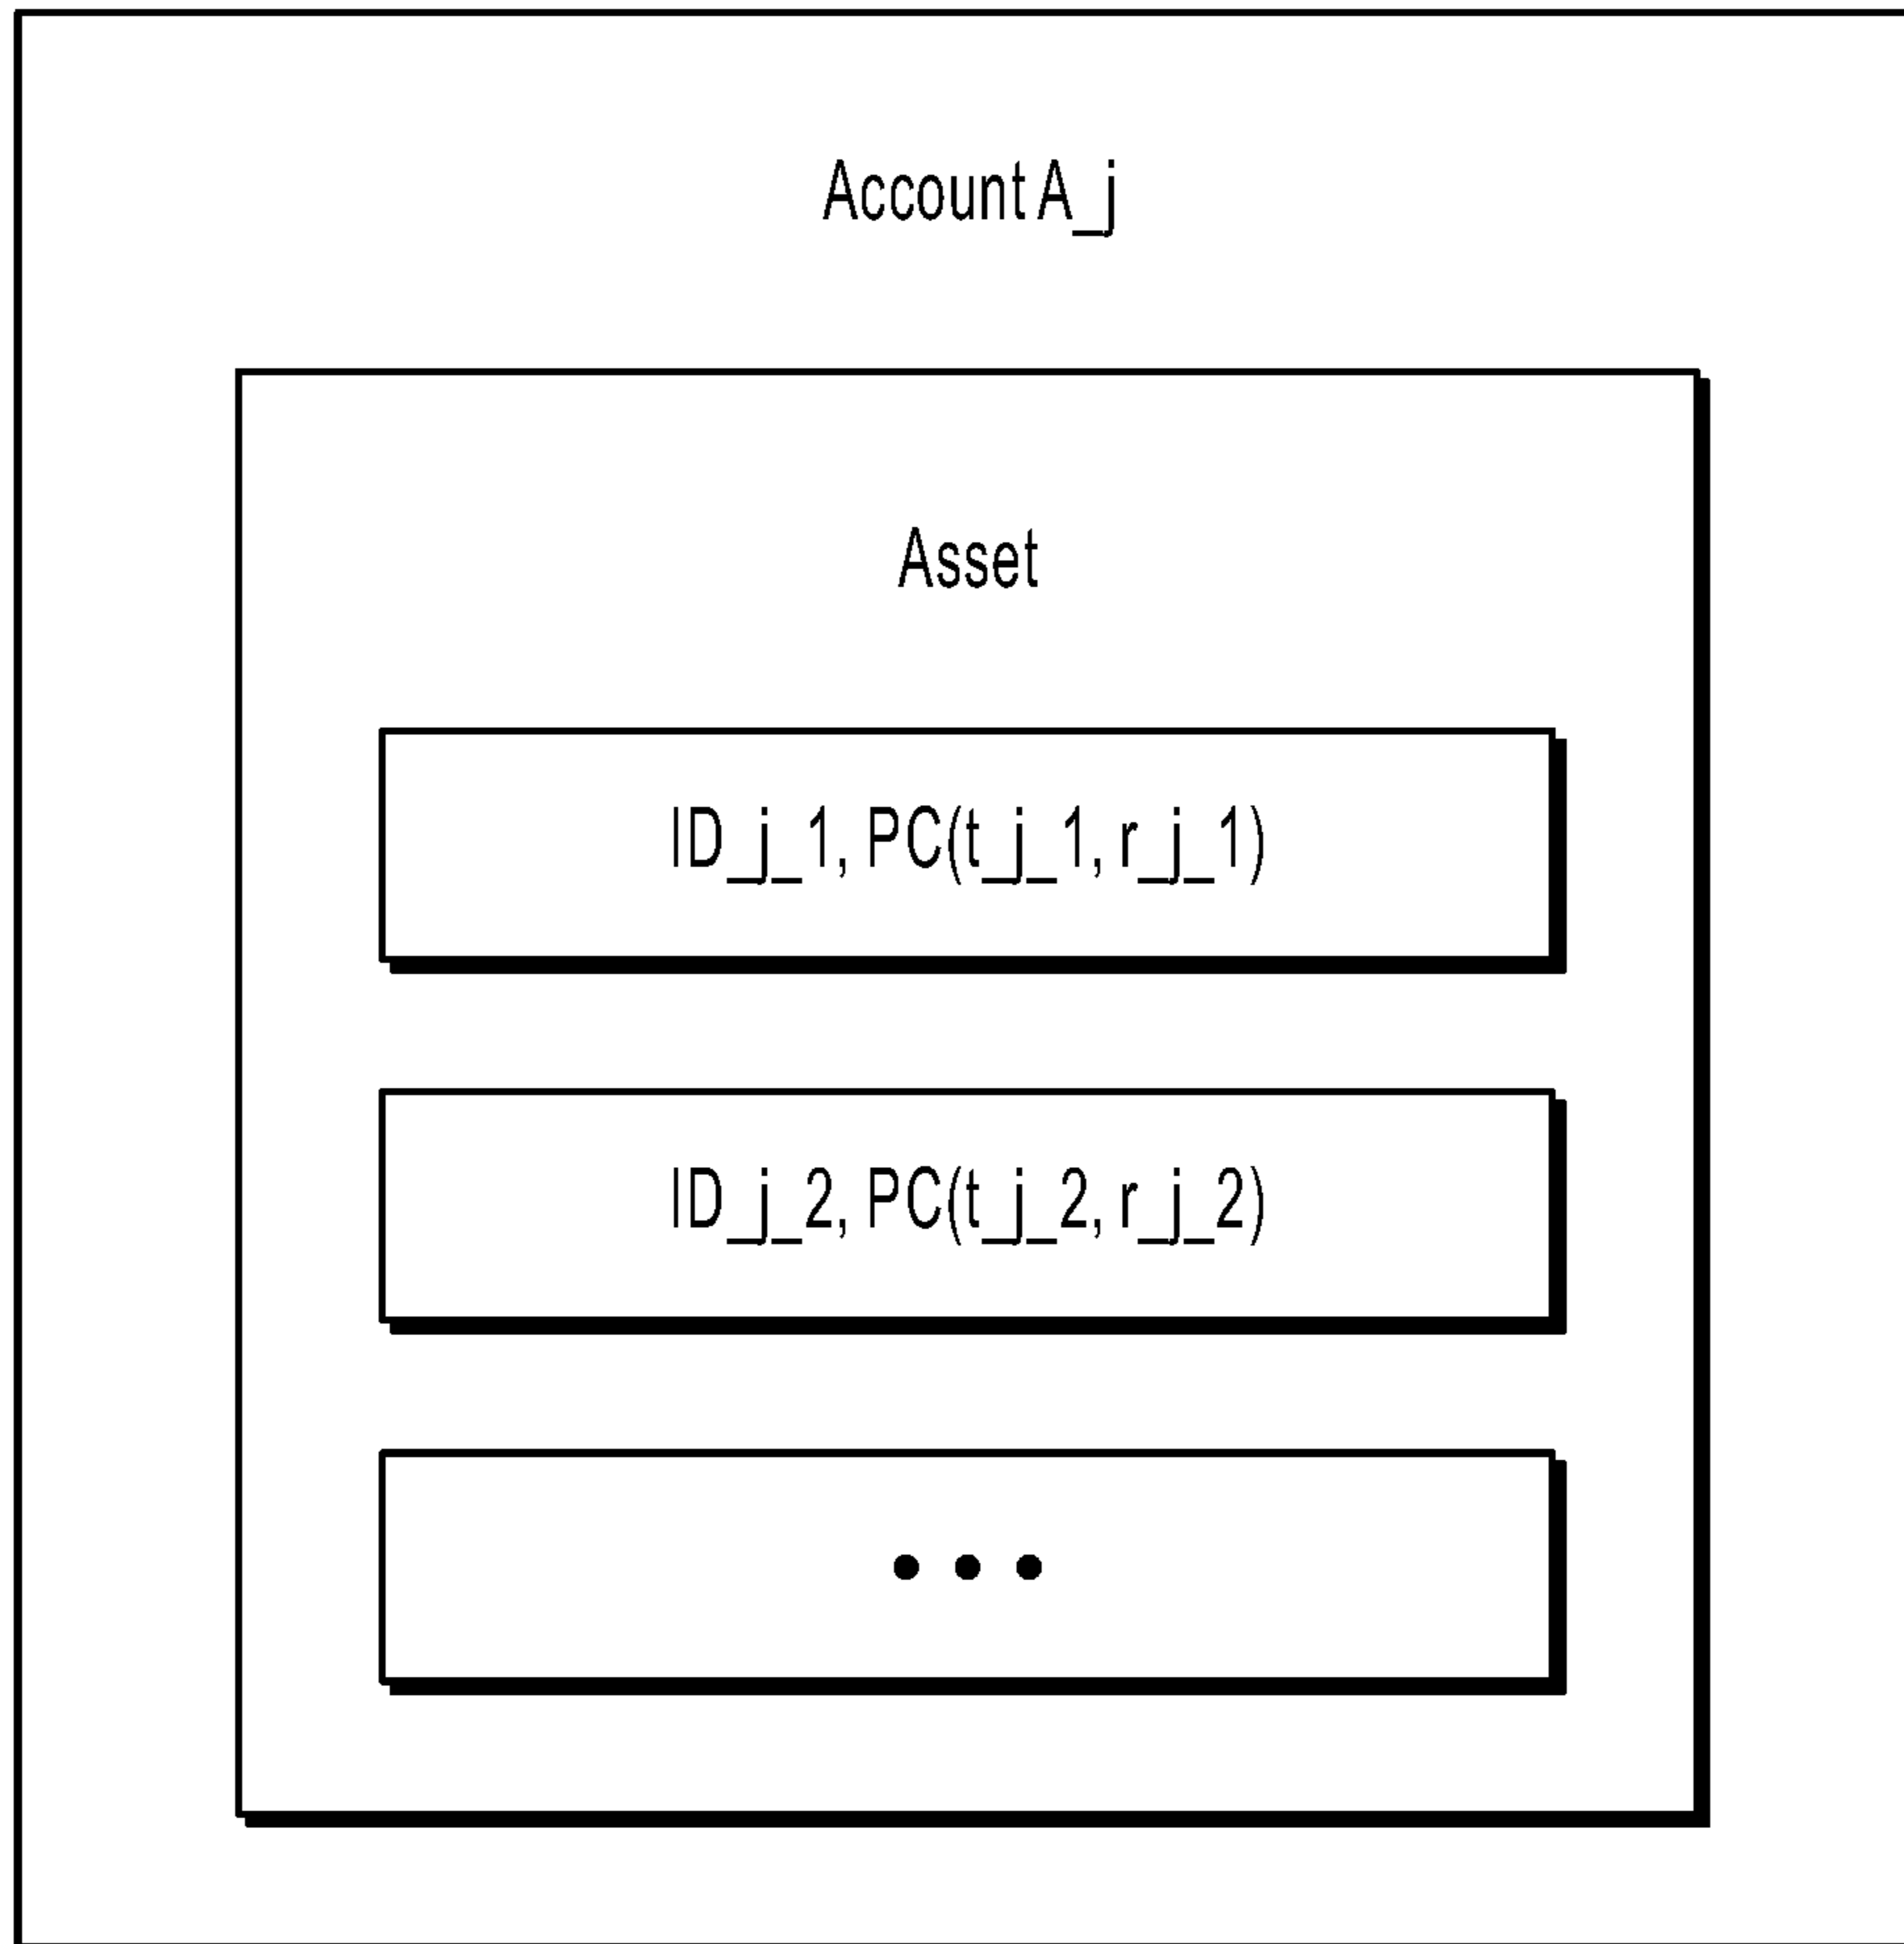 Account A_j
Asset
ID_j_1, PC(t_j_1, r_j_1)
ID_j_2, PC(t_j_2, r_j_2)
• • •